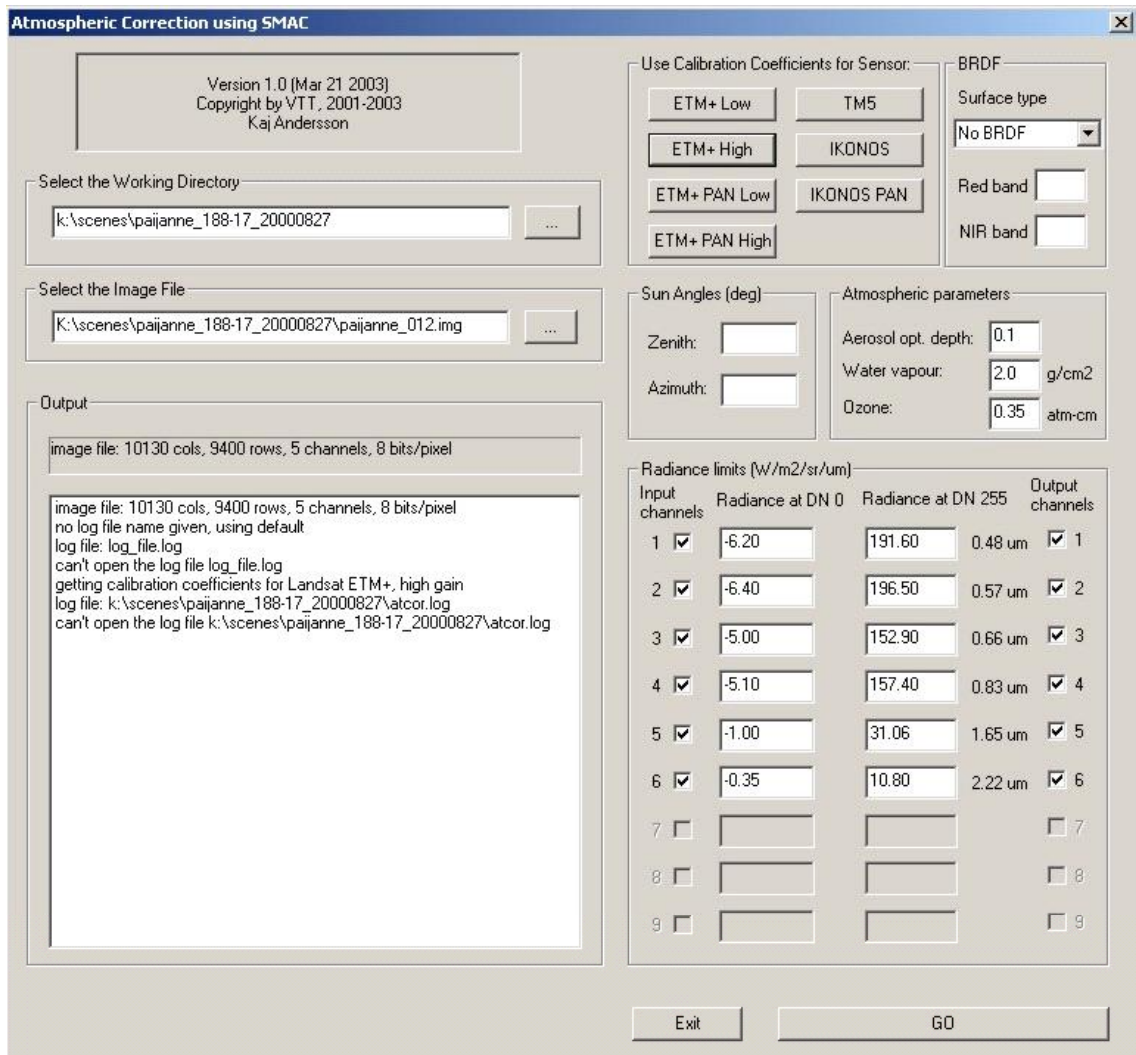 Atmospheric Correction using SMAC
Version 1.0 (Mar 21 2003)
Copyright by VTT, 2001-2003
Kaj Andersson
Select the Working Directory
k:\scenes\paijanne_188-17_20000827
...
Select the Image File
K:\scenes\paijanne_188-17_20000827\paijanne_012.img
...
Output
image file: 10130 cols, 9400 rows, 5 channels, 8 bits/pixel
image file: 10130 cols, 9400 rows, 5 channels, 8 bits/pixel
no log file name given, using default
log file: log_file.log
can't open the log file log_file.log
getting calibration coefficients for Landsat ETM+, high gain
log file: k:\scenes\paijanne_188-17_20000827\atcor.log
can't open the log file k:\scenes\paijanne_188-17_20000827\atcor.log
Use Calibration Coefficients for Sensor:
ETM+ Low TM5
ETM+ High IKONOS
ETM+ PAN Low IKONOS PAN
ETM+ PAN High
BRDF
Surface type
No BRDF
Red band
NIR band
Sun Angles (deg)
Zenith:
Azimuth:
Atmospheric parameters
Aerosol opt. depth: 0.1
Water vapour: 2.0 g/cm2
Ozone: 0.35 atm-cm
Radiance limits (W/m2/sr/um)
Input channels Radiance at DN 0 Radiance at DN 255 Output channels
1 -6.20 191.60 0.48 um 1
2 -6.40 196.50 0.57 um 2
3 -5.00 152.90 0.66 um 3
4 -5.10 157.40 0.83 um 4
5 -1.00 31.06 1.65 um 5
6 -0.35 10.80 2.22 um 6
7 7
8 8
9 9
Exit GO